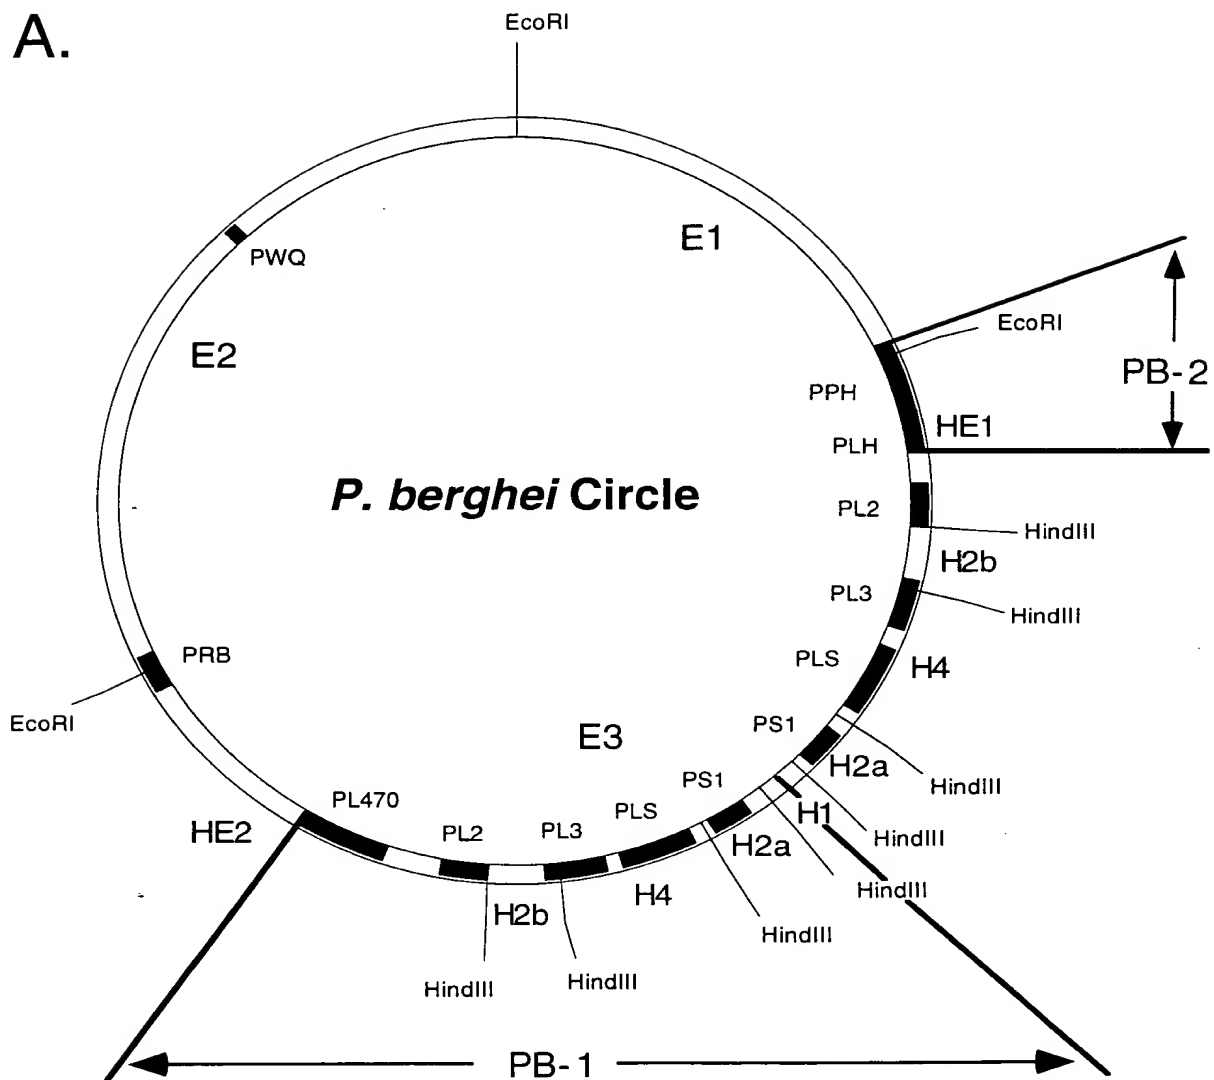 A.
EcoRI
E1
PWQ
E2
EcoRI
PB-2
PPH
HE1
PLH
P. berghei Circle
PL2
HindIII
H2b
PL3
HindIII
PRB
PLS
H4
EcoRI
E3
PS1
H2a
HindIII
PS1
PL470
H1
PLS
HE2
PL2
PL3
HindIII
H2a
HindIII
H4
H2b
HindIII
HindIII
HindIII
PB-1